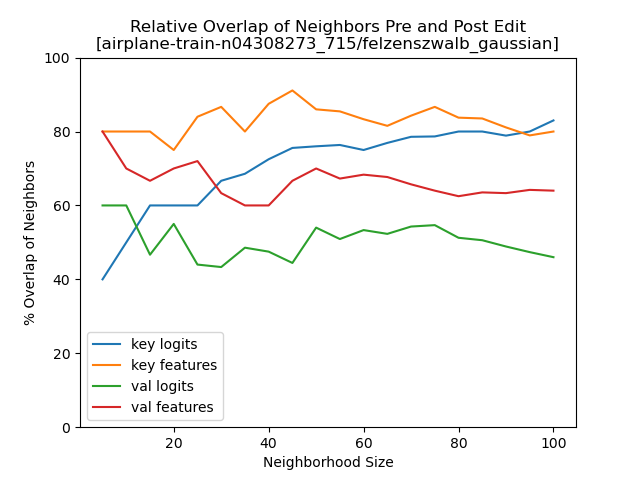 Relative Overlap of Neighbors Pre and Post Edit
[airplane-train-n04308273_715/felzenszwalb_gaussian]
% Overlap of Neighbors
100
80
60
40
20
0
key logits
key features
val logits
val features
20 40 60 80 100
Neighborhood Size